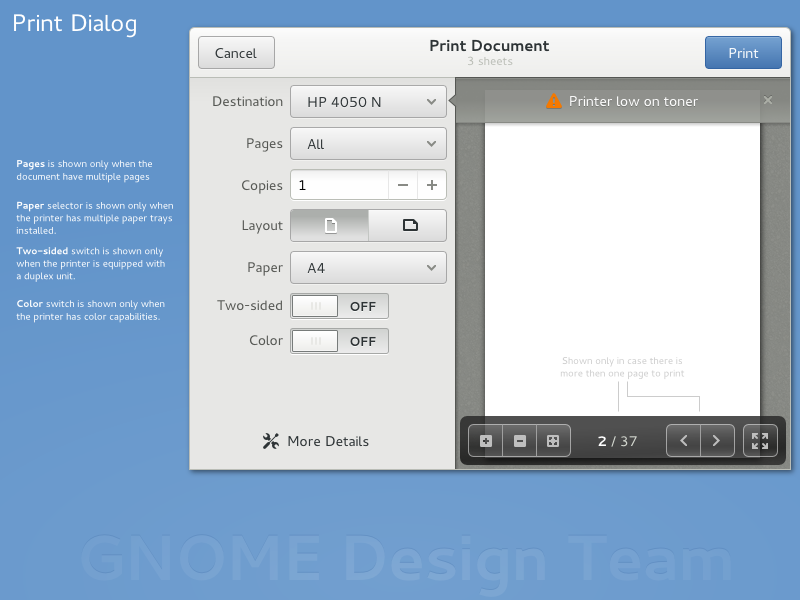 Print Dialog
Cancel
Print Document
3 sheets
Print
Destination
HP 4050 N
Printer low on toner
Pages
All
Pages is shown only when the
document have multiple pages
Copies
1
Paper selector is shown only when
the printer has multiple paper trays
installed.
Layout
Two-sided switch is shown only
when the printer is equipped with
a duplex unit.
Paper
A4
Color switch is shown only when
the printer has color capabilities.
Two-sided
OFF
Color
OFF
Shown only in case there is
more then one page to print
More Details
2 / 37
GNOME Design Team